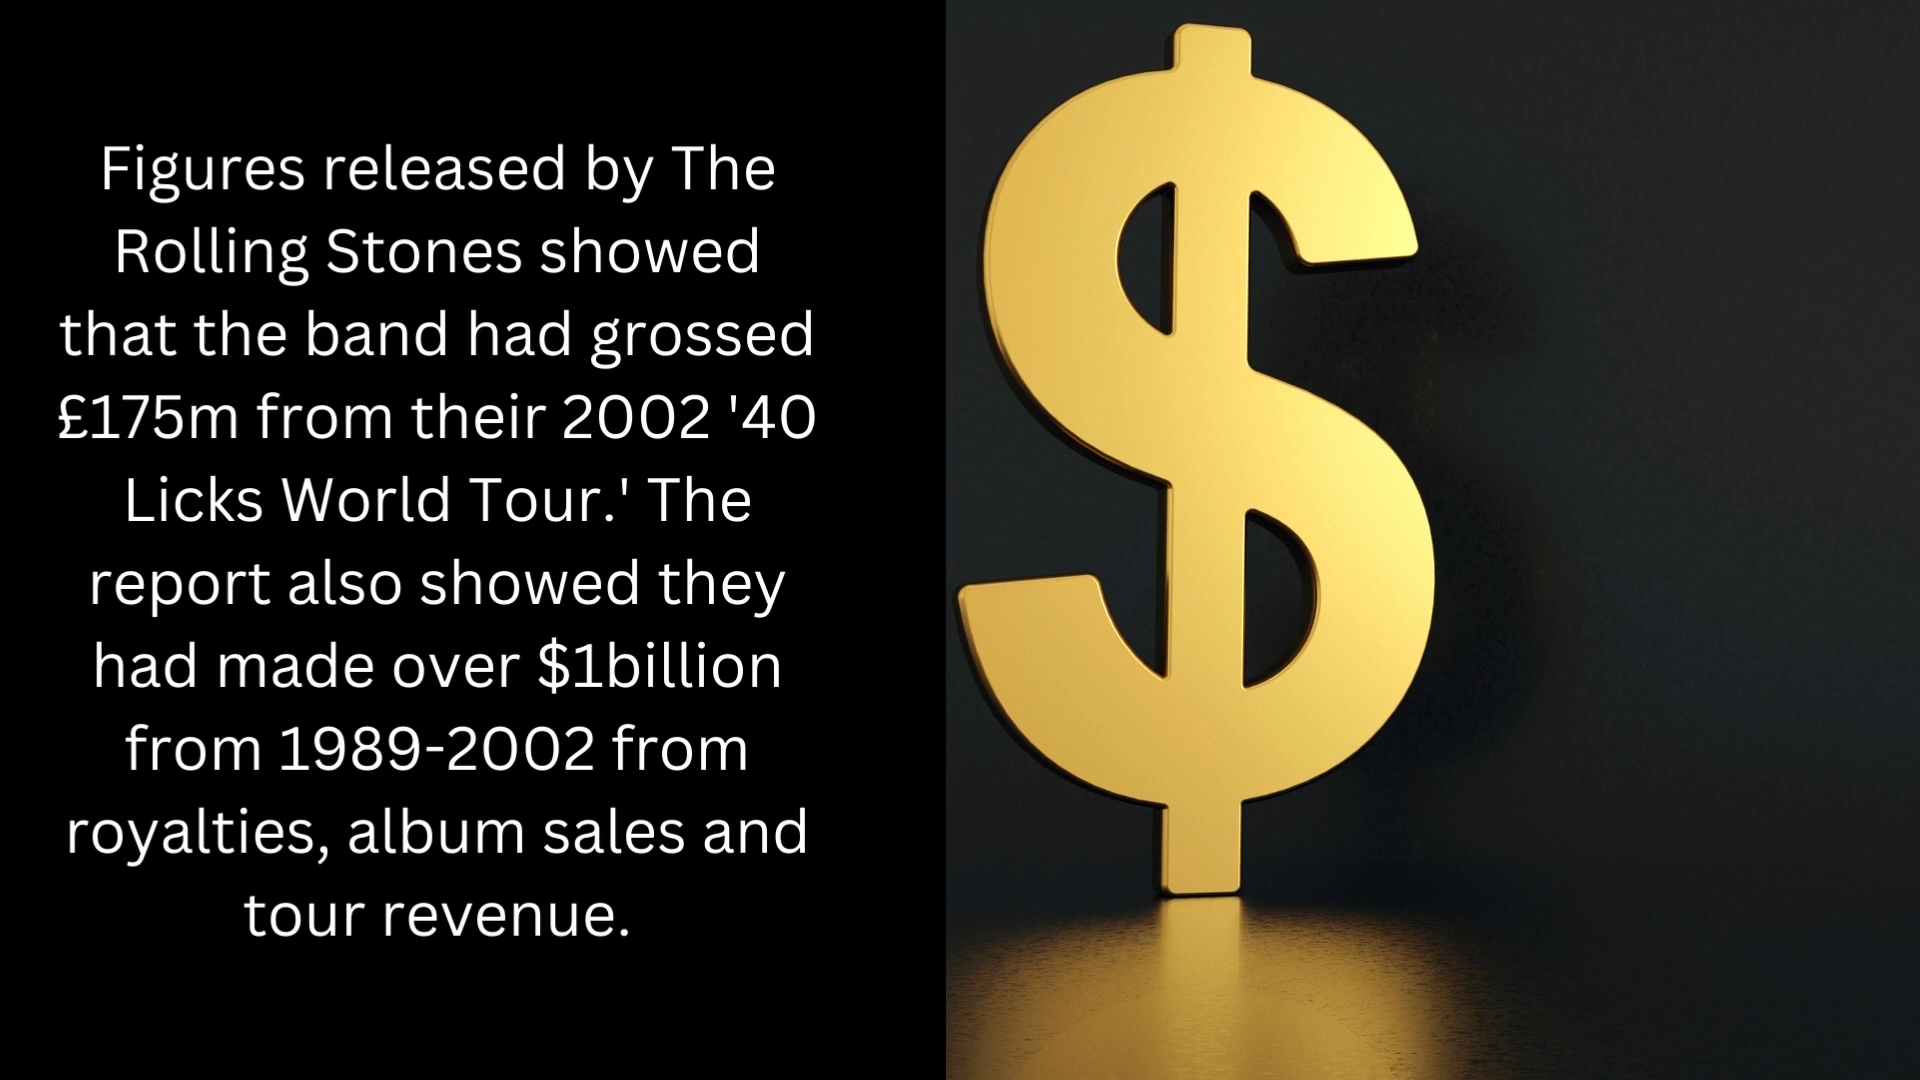 Figures released by The
Rolling Stones showed
that the band had grossed
£175m from their 2002 '40
Licks World Tour.' The
report also showed they
had made over $1billion
from 1989-2002 from
royalties, album sales and
tour revenue.
$